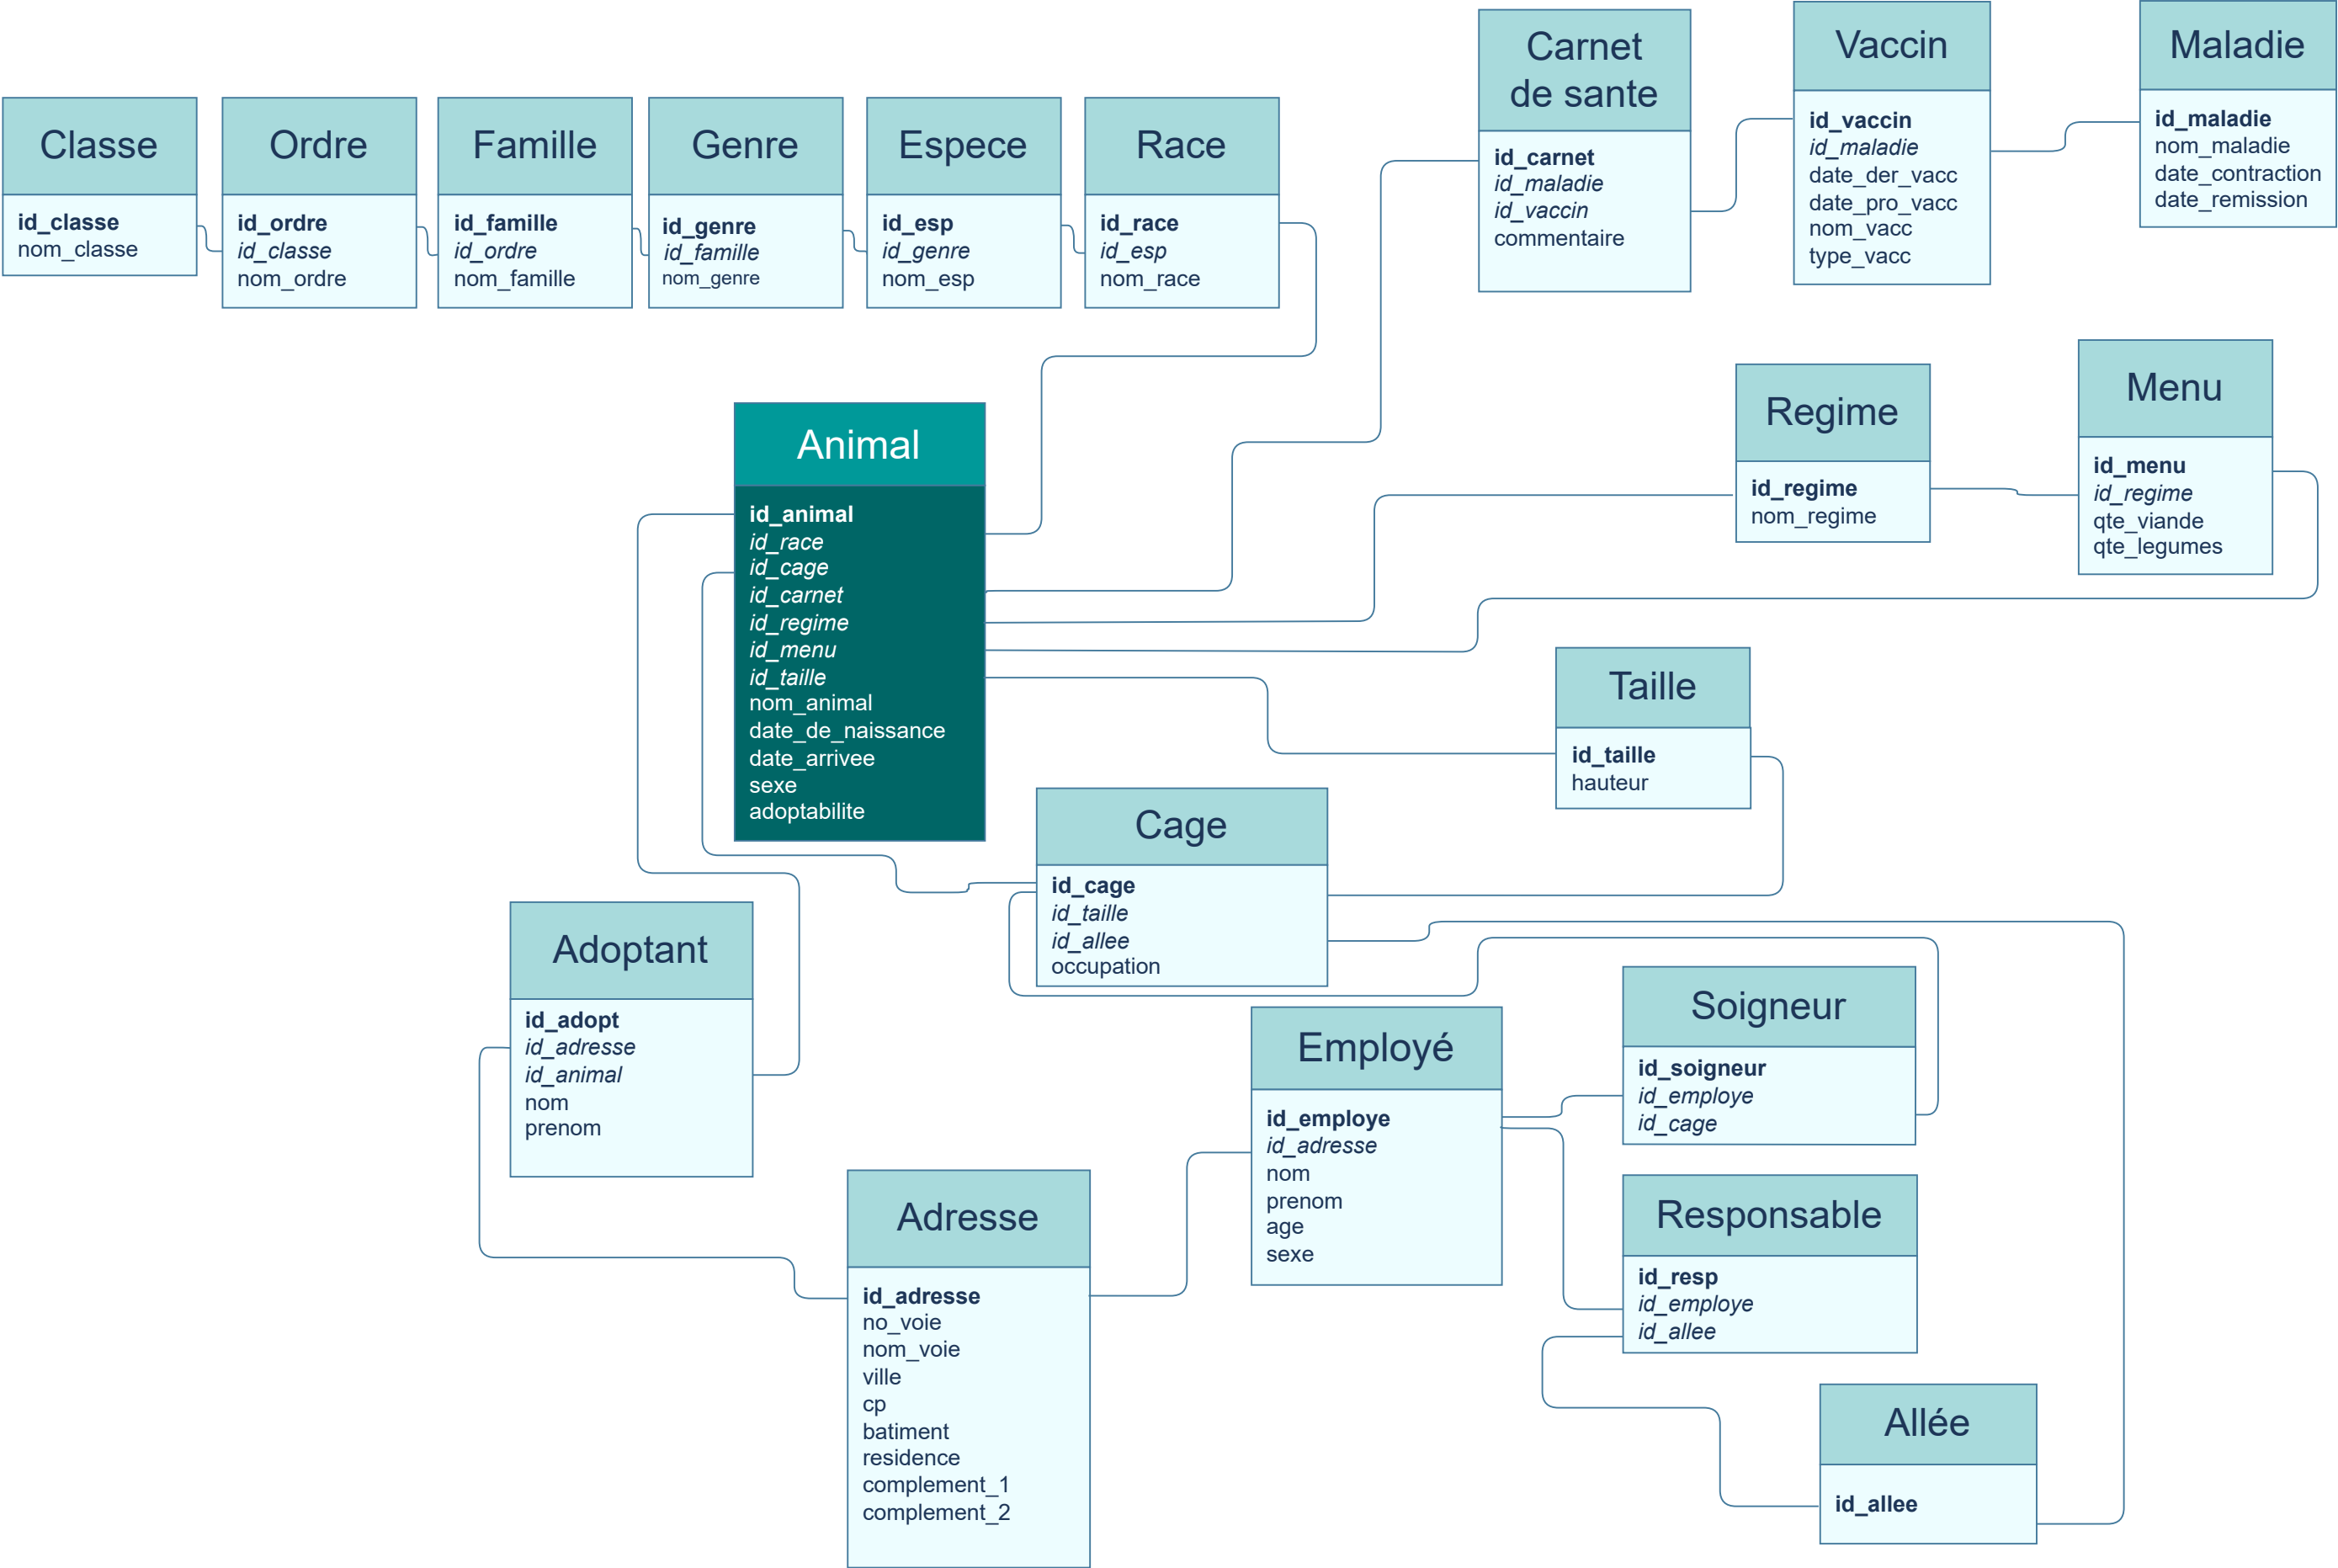 Classe
id_classe
nom_classe
Ordre
id_ordre
id_classe
nom_ordre
Famille
id_famille
id_ordre
nom_famille
Genre
id_genre
id_famille
nom_genre
Espece
id_esp
id_genre
nom_esp
Race
id_race
id_esp
nom_race
Carnet
de sante
id_carnet
id_maladie
id_vaccin
commentaire
Vaccin
id_vaccin
id_maladie
date_der_vacc
date_pro_vacc
nom_vacc
type_vacc
Maladie
id_maladie
nom_maladie
date_contraction
date_remission
Animal
id_animal
id_race
id_cage
id_carnet
id_regime
id_menu
id_taille
nom_animal
date_de_naissance
date_arrivee
sexe
adoptabilite
Regime
id_regime
nom_regime
Menu
id_menu
id_regime
qte_viande
qte_legumes
Taille
id_taille
hauteur
Cage
id_cage
id_taille
id_allee
occupation
Adoptant
id_adopt
id_adresse
id_animal
nom
prenom
Adresse
id_adresse
no_voie
nom_voie
ville
cp
batiment
residence
complement_1
complement_2
Employé
id_employe
id_adresse
nom
prenom
age
sexe
Soigneur
id_soigneur
id_employe
id_cage
Responsable
id_resp
id_employe
id_allee
Allée
id_allee